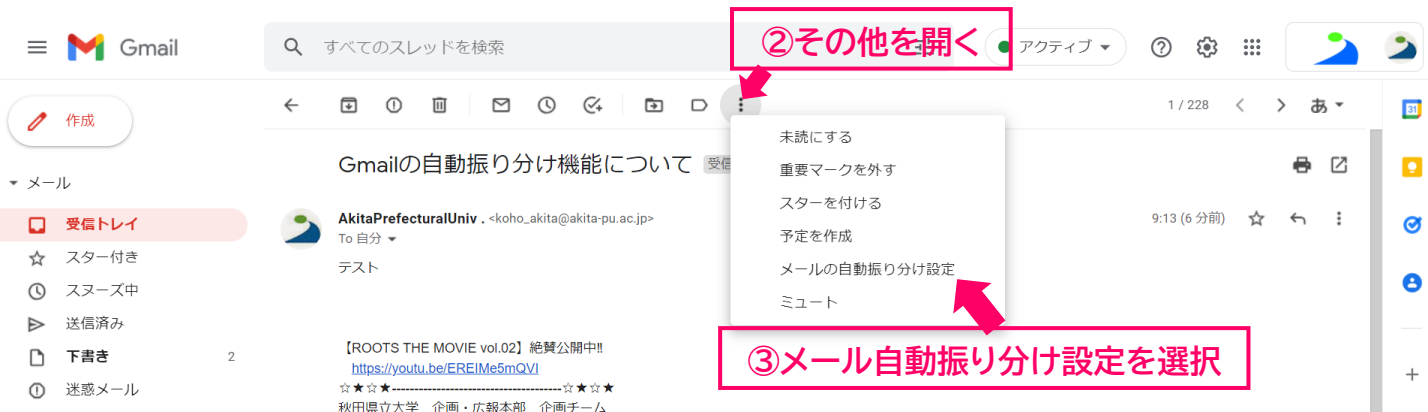 ②その他を開く
Gmail
すべてのスレッドを検索
アクティブ
作成
1 / 228
あ
31
メール
受信トレイ
スター付き
スヌーズ中
送信済み
下書き 2
迷惑メール
Gmailの自動振り分け機能について 受信
AkitaPrefecturalUniv . <koho_akita@akita-pu.ac.jp>
9:13 (6 分前)
To 自分
テスト
【ROOTS THE MOVIE vol.02】絶賛公開中‼
https://youtu.be/EREIMe5mQVI
☆★☆★----------------------------------☆★☆★
秋田県立大学 企画・広報本部 企画チーム
未読にする
重要マークを外す
スターを付ける
予定を作成
メールの自動振り分け設定
ミュート
③メール自動振り分け設定を選択